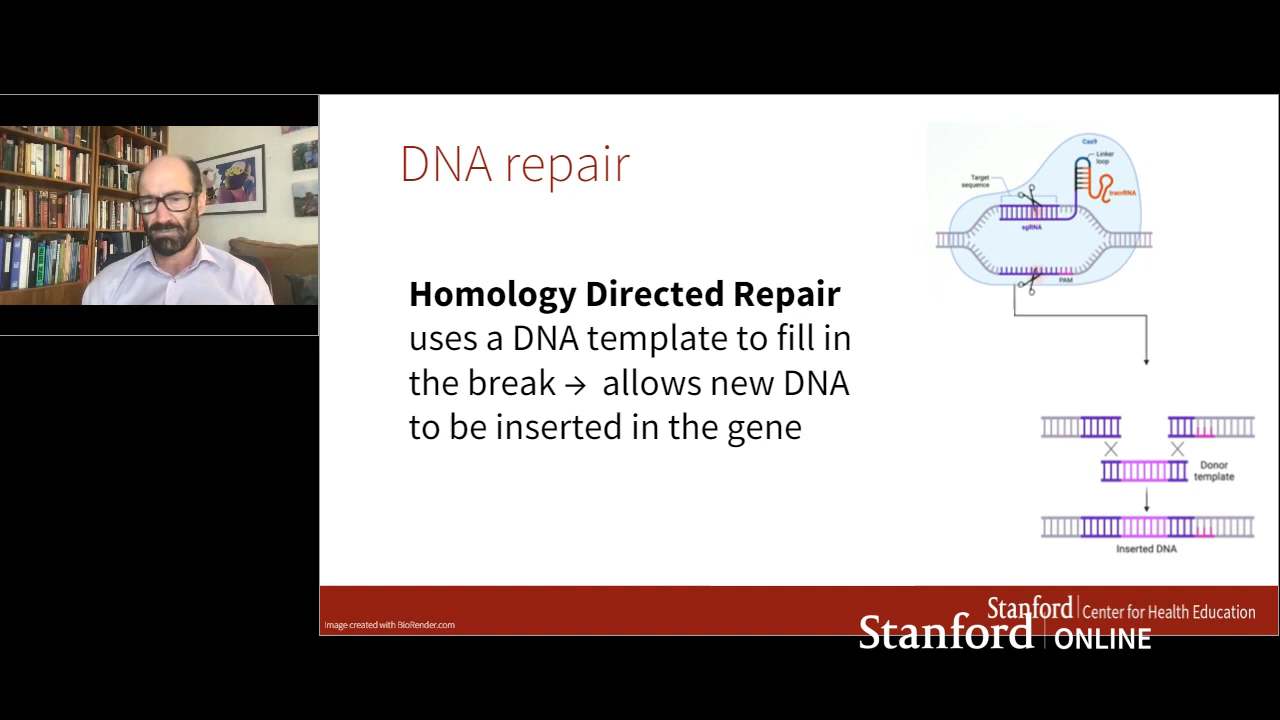 DNA repair
Homology Directed Repair
uses a DNA template to fill in
the break → allows new DNA
to be inserted in the gene
Cas9
Linker
loop
Target
sequence
tracrRNA
sgRNA
PAM
Donor
template
Inserted DNA
Image created with BioRender.com
Stanford Center for Health Education
Stanford ONLINE